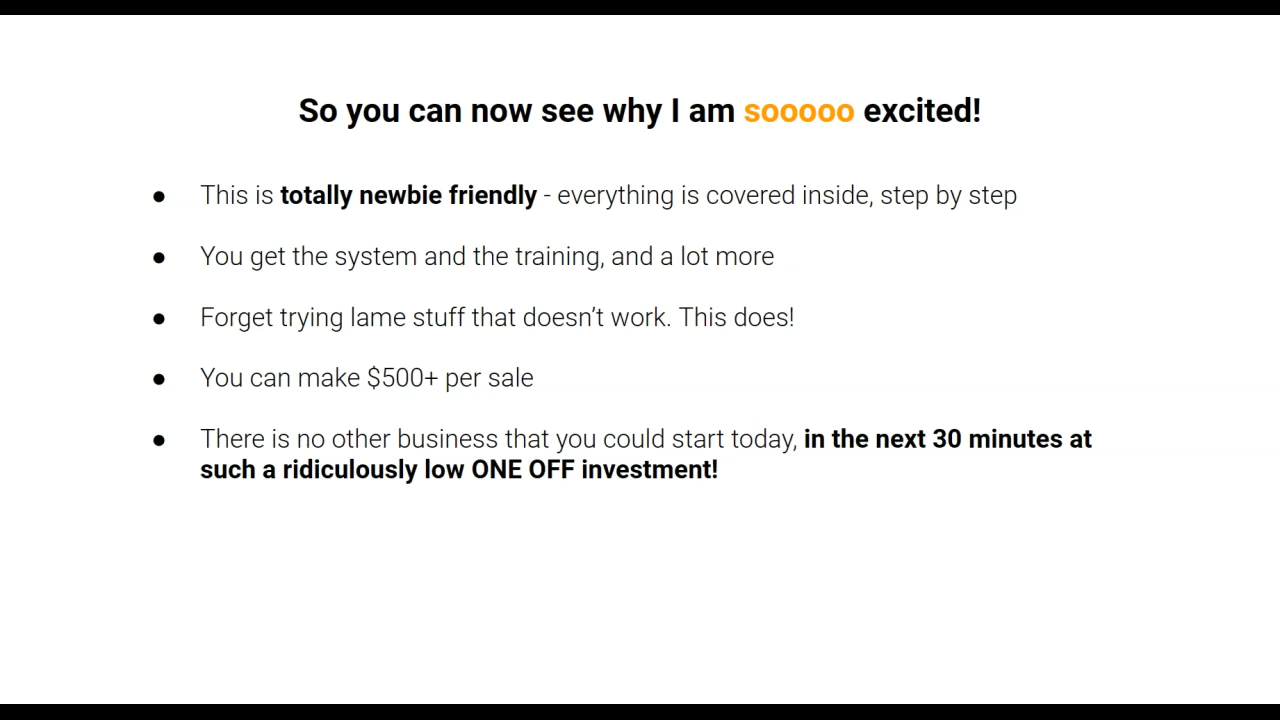 So you can now see why I am sooooo excited!
● This is totally newbie friendly - everything is covered inside, step by step
● You get the system and the training, and a lot more
● Forget trying lame stuff that doesn’t work. This does!
● You can make $500+ per sale
● There is no other business that you could start today, in the next 30 minutes at
such a ridiculously low ONE OFF investment!